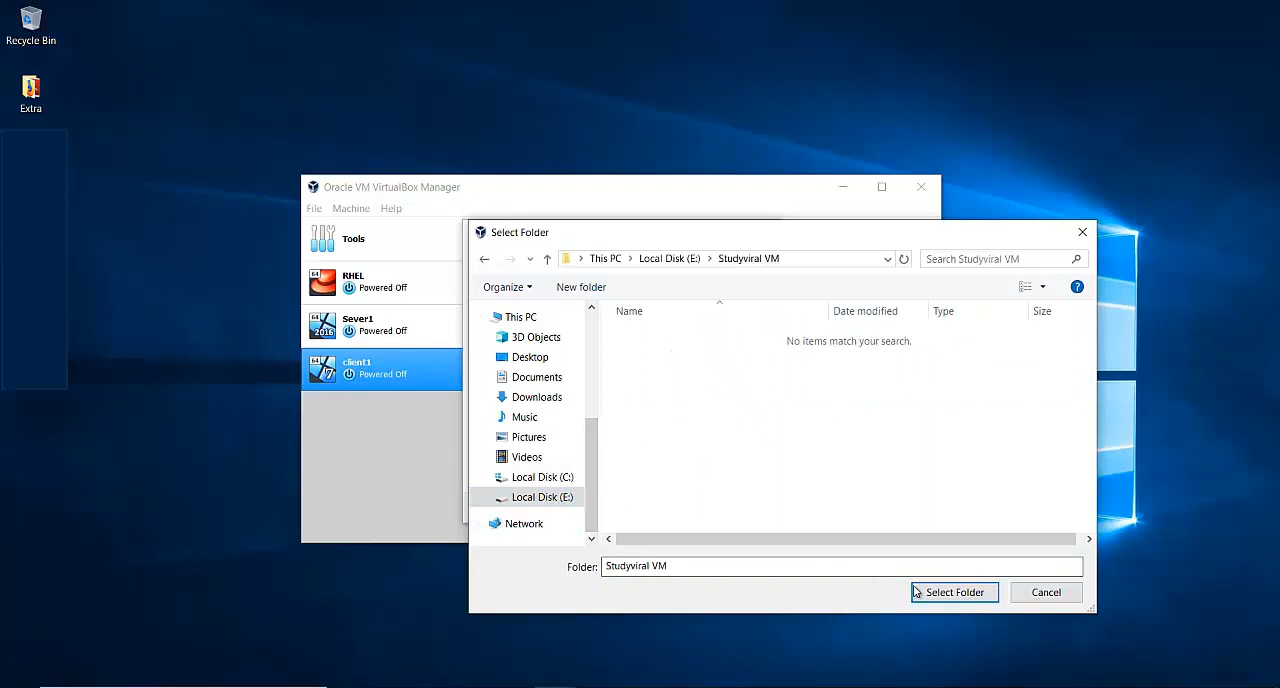 Recycle Bin
Extra
Oracle VM VirtualBox Manager
File Machine Help
Tools
64
RHEL
Powered Off
64
2016
Sever1
Powered Off
64
7
client1
Powered Off
Select Folder
This PC > Local Disk (E:) > Studyviral VM
Search Studyviral VM
Organize
New folder
?
This PC
3D Objects
Desktop
Documents
Downloads
Music
Pictures
Videos
Local Disk (C:)
Local Disk (E:)
Network
Name Date modified Type Size
No items match your search.
Folder: Studyviral VM
Select Folder
Cancel